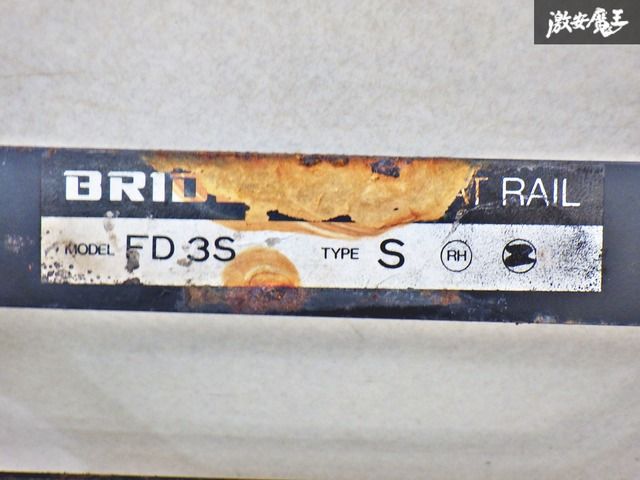 激安魔王
BRID
AT RAIL
MODEL FD3S TYPE S RH